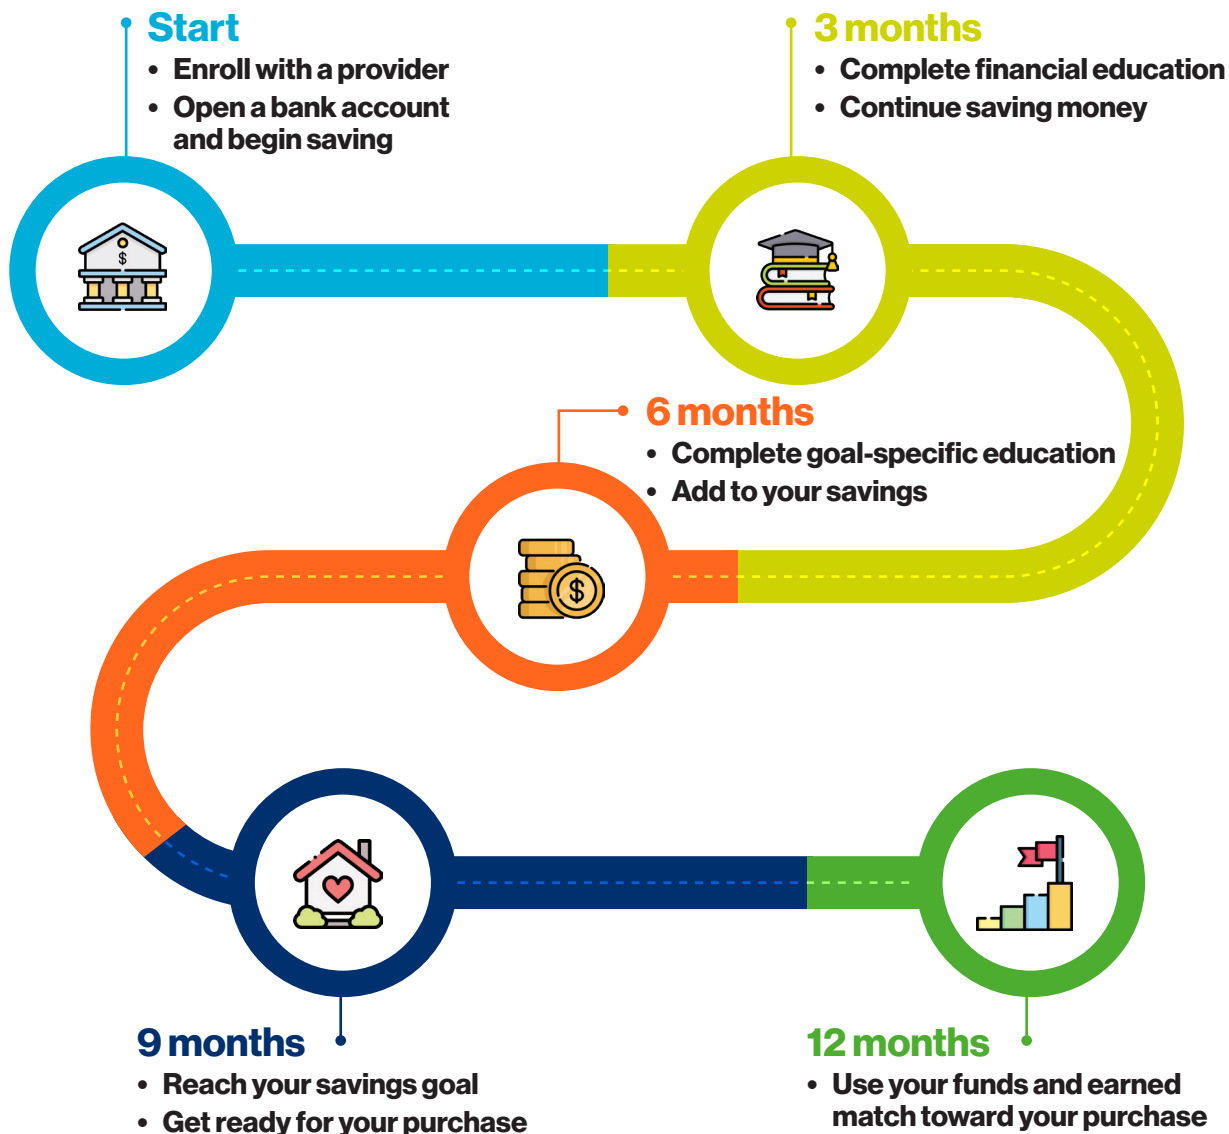 Start
• Enroll with a provider
• Open a bank account
and begin saving
3 months
• Complete financial education
• Continue saving money
$
6 months
• Complete goal-specific education
• Add to your savings
$
9 months
• Reach your savings goal
• Get ready for your purchase
12 months
• Use your funds and earned
match toward your purchase